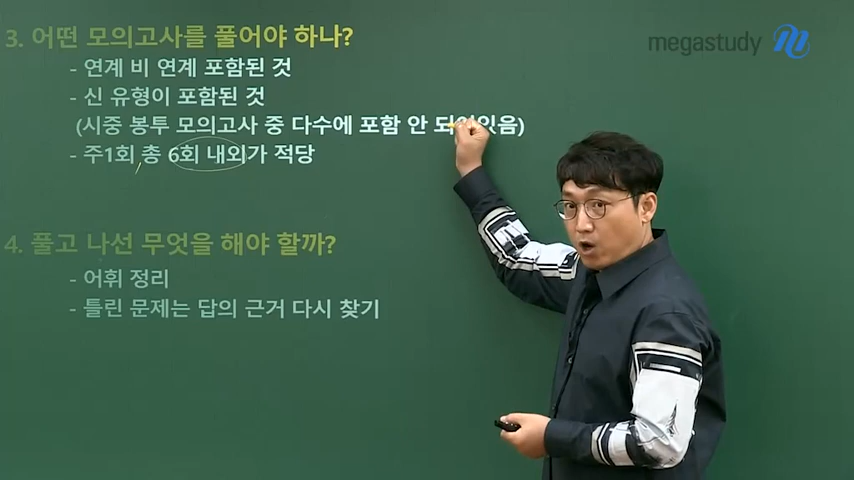 3. 어떤 모의고사를 풀어야 하나?
megastudy
- 연계 비 연계 포함된 것
- 신 유형이 포함된 것
(시중 봉투 모의고사 중 다수에 포함 안 되어있음)
- 주1회 총 6회 내외가 적당
4. 풀고 나선 무엇을 해야 할까?
- 어휘 정리
- 틀린 문제는 답의 근거 다시 찾기